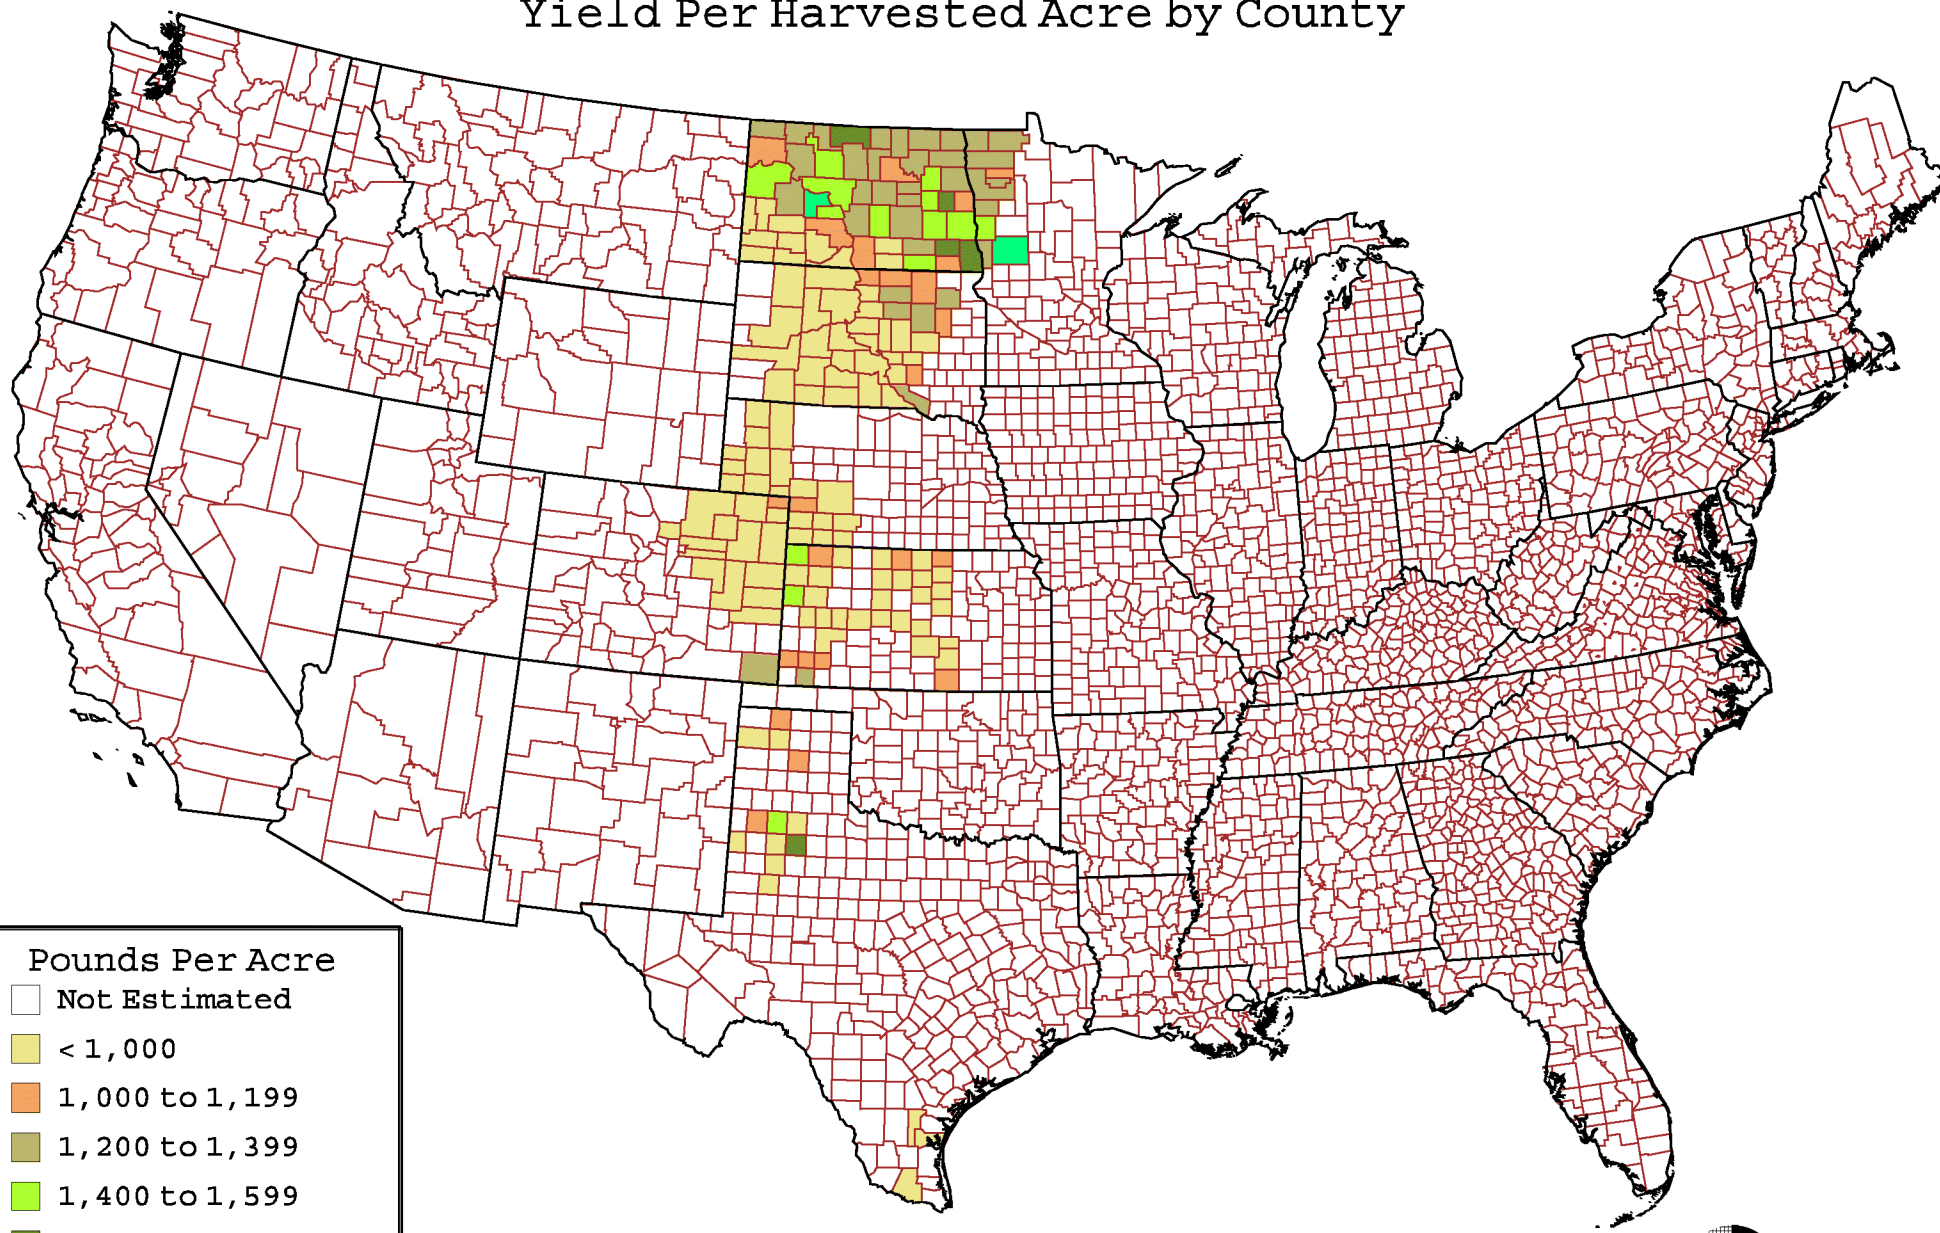 Yield Per Harvested Acre by County
Pounds Per Acre
Not Estimated
< 1,000
1,000 to 1,199
1,200 to 1,399
1,400 to 1,599